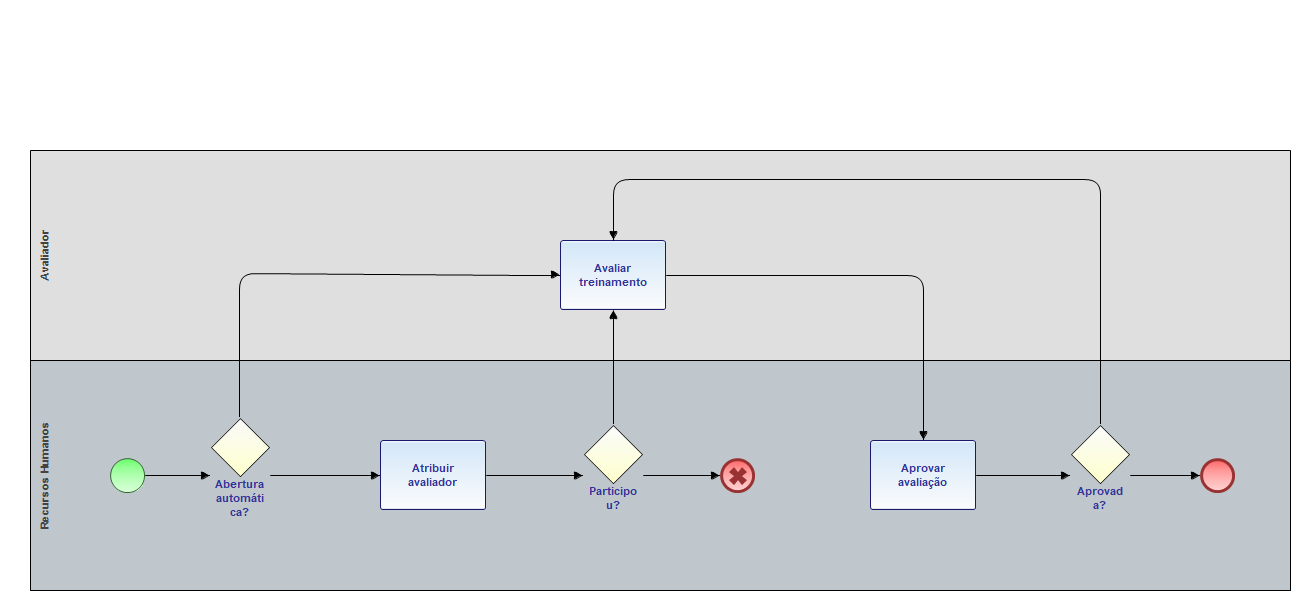 Avaliador
Avaliar
treinamento
Recursos Humanos
Abertura
automáti
ca?
Atribuir
avaliador
Participo
u?
Aprovar
avaliação
Aprovad
a?